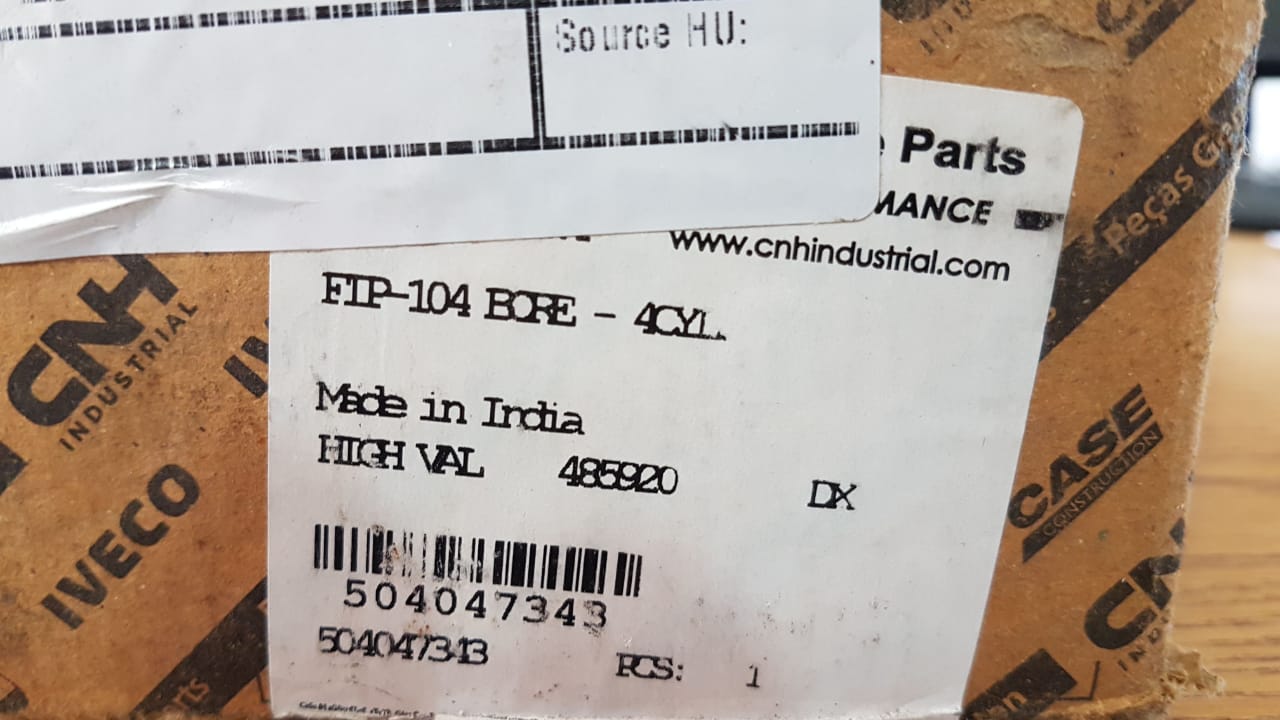 Source HU:
Parts
MANCE
www.cnhindustrial.com
FIP-104 BORE - 4CYL.
Made in India
HIGH VAL 485920 DX
504047343
504047343
PCS: 1
CNH
INDUSTRIAL
IVECO
Peças
CASE
CONSTRUCTION